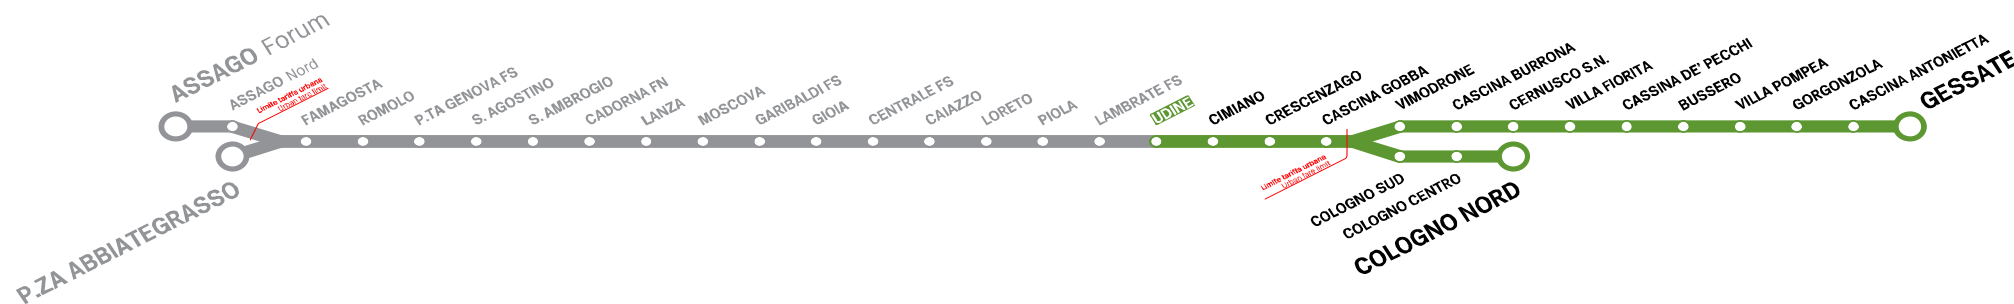 ASSAGO Forum
ASSAGO Nord
Limite tariffa urbana
Urban fare limit
P.ZA ABBIATEGRASSO
FAMAGOSTA
ROMOLO
P.TA GENOVA FS
S. AGOSTINO
S. AMBROGIO
CADORNA FN
LANZA
MOSCOVA
GARIBALDI FS
GIOIA
CENTRALE FS
CAIAZZO
LORETO
PIOLA
LAMBRATE FS
UDINE
CIMIANO
CRESCENZAGO
CASCINA GOBBA
Limite tariffa urbana
Urban fare limit
VIMODRONE
CASCINA BURRONA
CERNUSCO S.N.
VILLA FIORITA
CASSINA DE' PECCHI
BUSSERO
VILLA POMPEA
GORGONZOLA
CASCINA ANTONIETTA
GESSATE
COLOGNO SUD
COLOGNO CENTRO
COLOGNO NORD